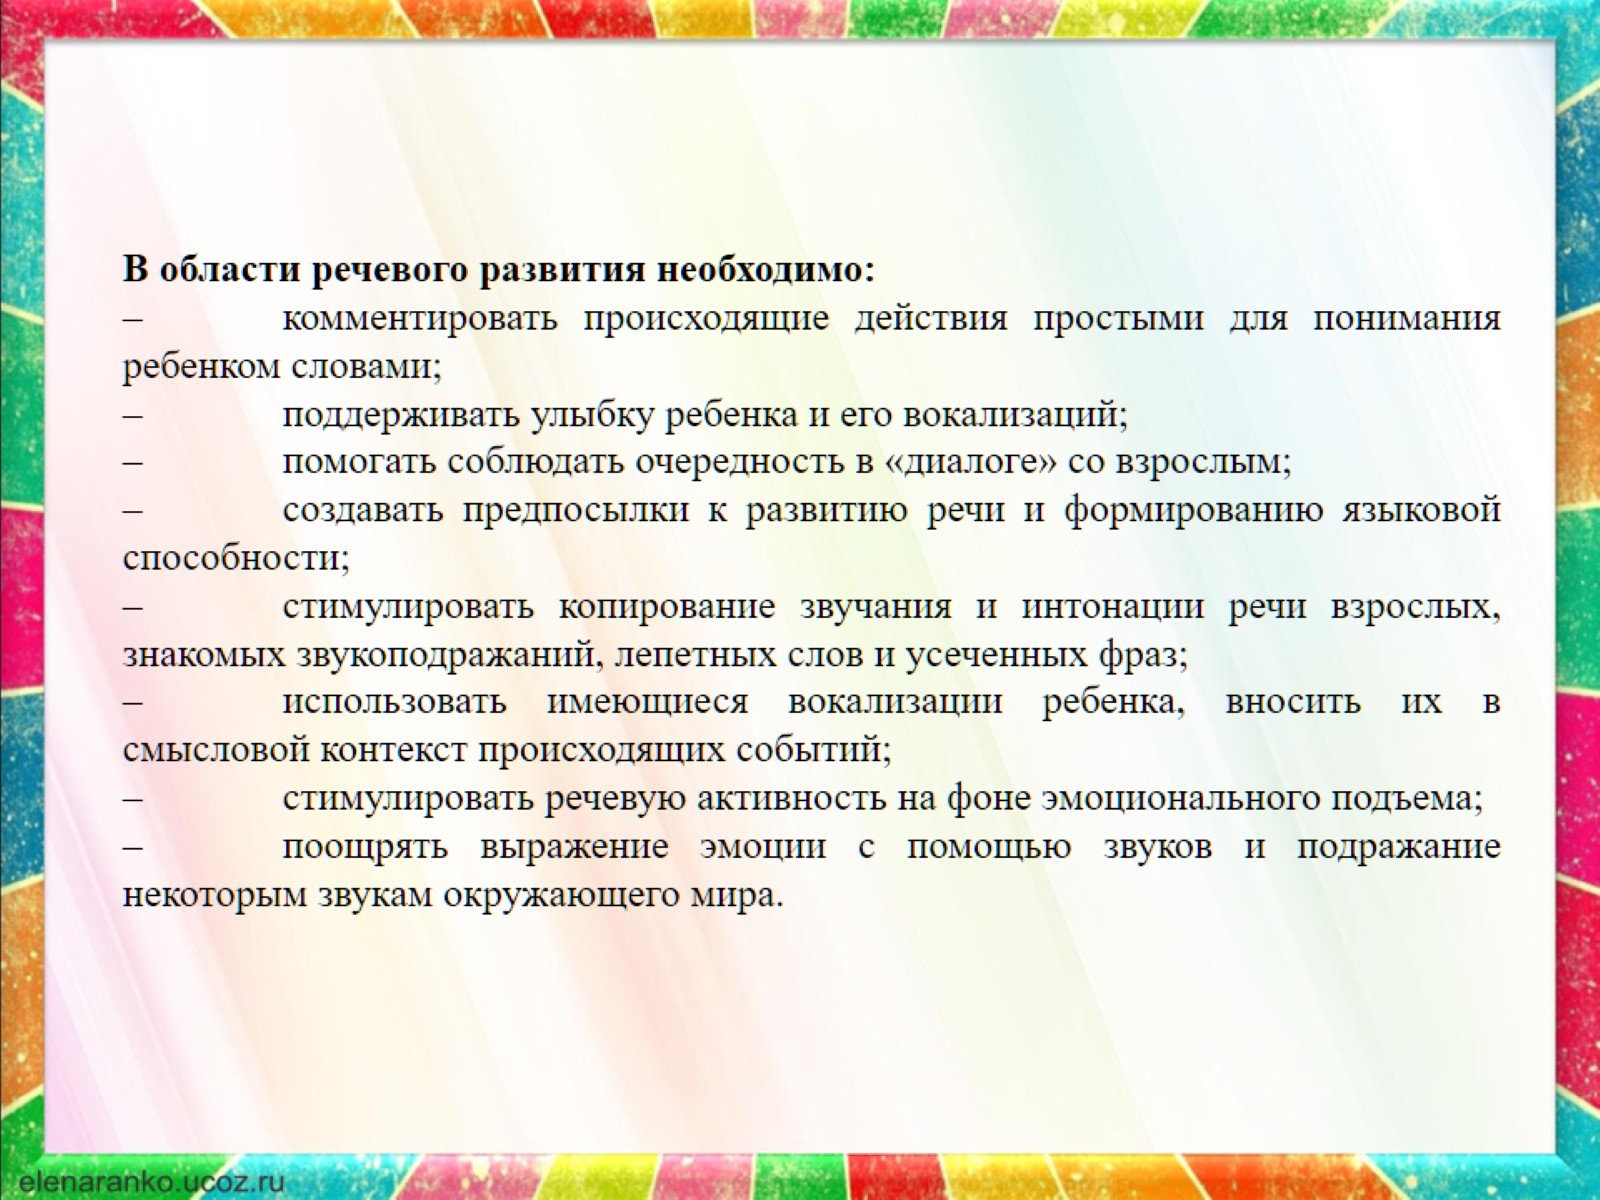 В области речевого развития необходимо:
– комментировать происходящие действия простыми для понимания
ребенком словами;
– поддерживать улыбку ребенка и его вокализаций;
– помогать соблюдать очередность в «диалоге» со взрослым;
– создавать предпосылки к развитию речи и формированию языковой
способности;
– стимулировать копирование звучания и интонации речи взрослых,
знакомых звукоподражаний, лепетных слов и усеченных фраз;
– использовать имеющиеся вокализации ребенка, вносить их в
смысловой контекст происходящих событий;
– стимулировать речевую активность на фоне эмоционального подъема;
– поощрять выражение эмоции с помощью звуков и подражание
некоторым звукам окружающего мира.
elenaranko.ucoz.ru